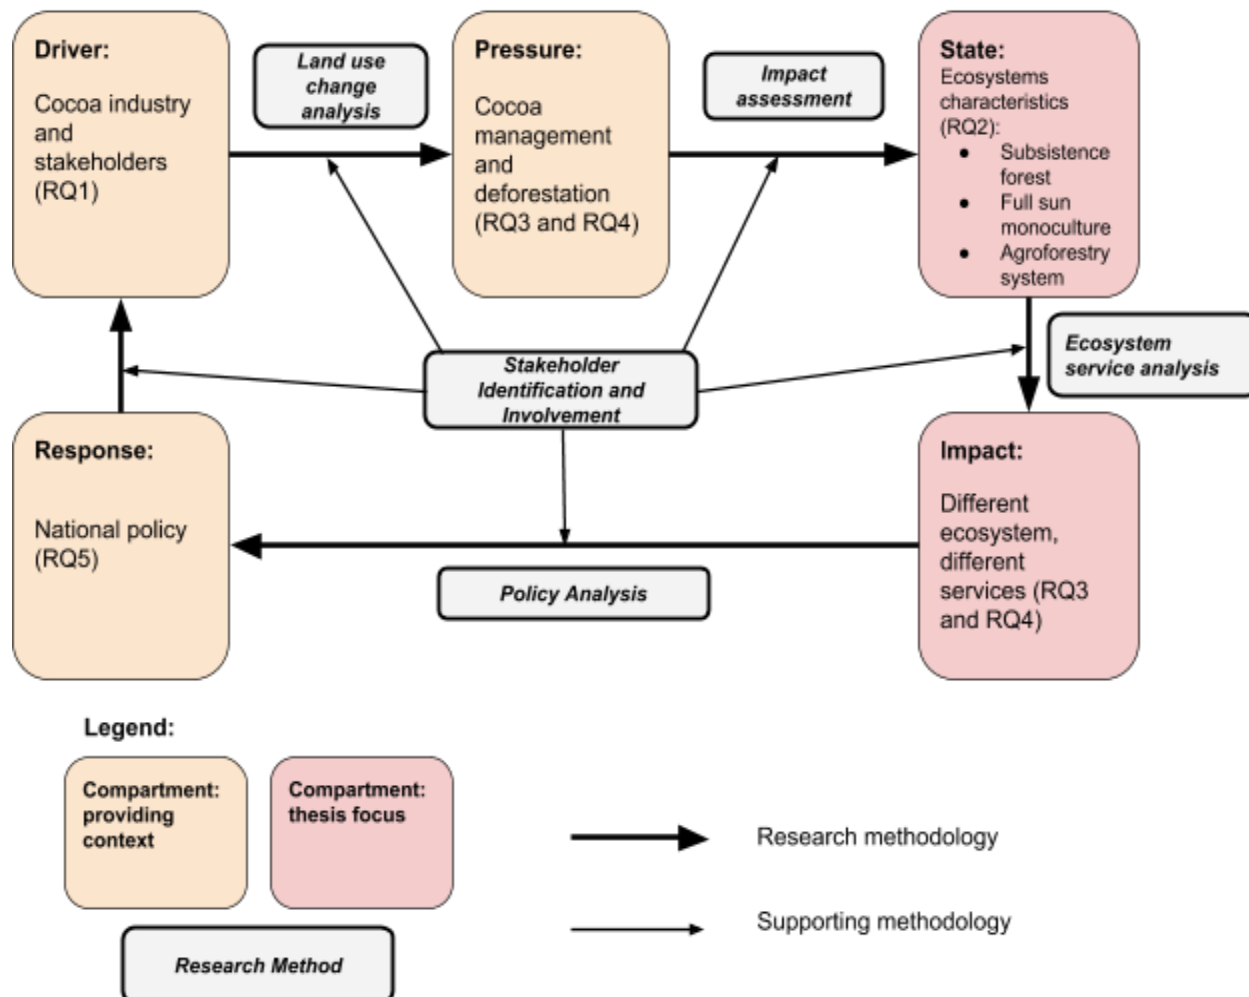 Driver:
Cocoa industry
and
stakeholders
(RQ1)
Land use
change
analysis
Pressure:
Cocoa
management
and
deforestation
(RQ3 and RQ4)
Impact
assessment
State:
Ecosystems
characteristics
(RQ2):
● Subsistence
forest
● Full sun
monoculture
● Agroforestry
system
Stakeholder
Identification and
Involvement
Ecosystem
service analysis
Response:
National policy
(RQ5)
Policy Analysis
Impact:
Different
ecosystem,
different
services (RQ3
and RQ4)
Legend:
Compartment:
providing
context
Compartment:
thesis focus
Research methodology
Supporting methodology
Research Method